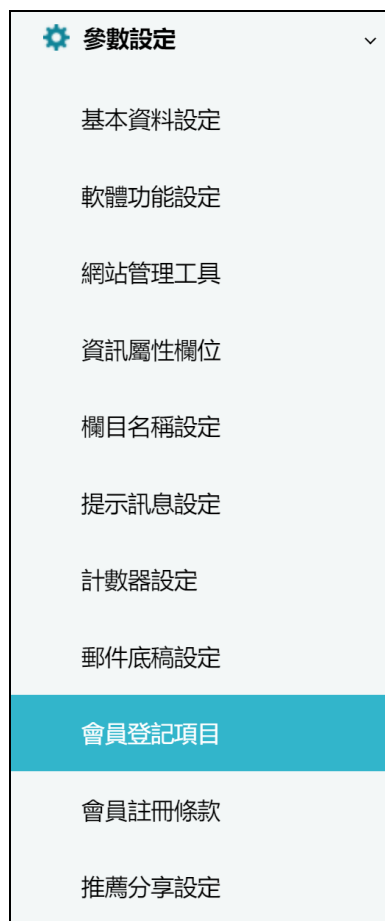 參數設定
基本資料設定
軟體功能設定
網站管理工具
資訊屬性欄位
欄目名稱設定
提示訊息設定
計數器設定
郵件底稿設定
會員登記項目
會員註冊條款
推薦分享設定